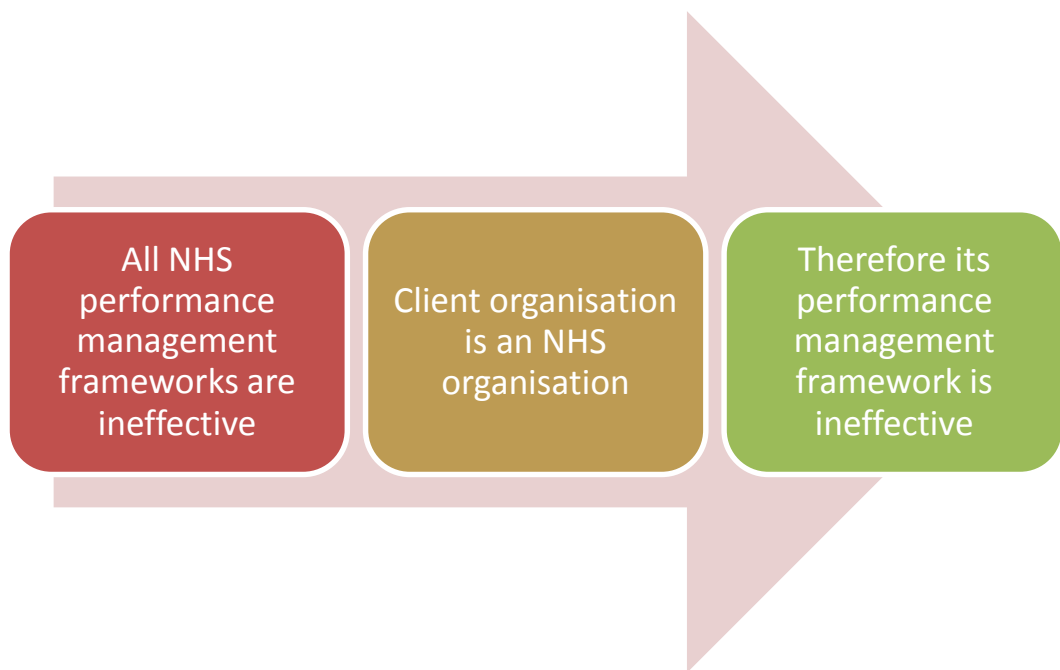 All NHS
performance
management
frameworks are
ineffective
Client organisation
is an NHS
organisation
Therefore its
performance
management
framework is
ineffective